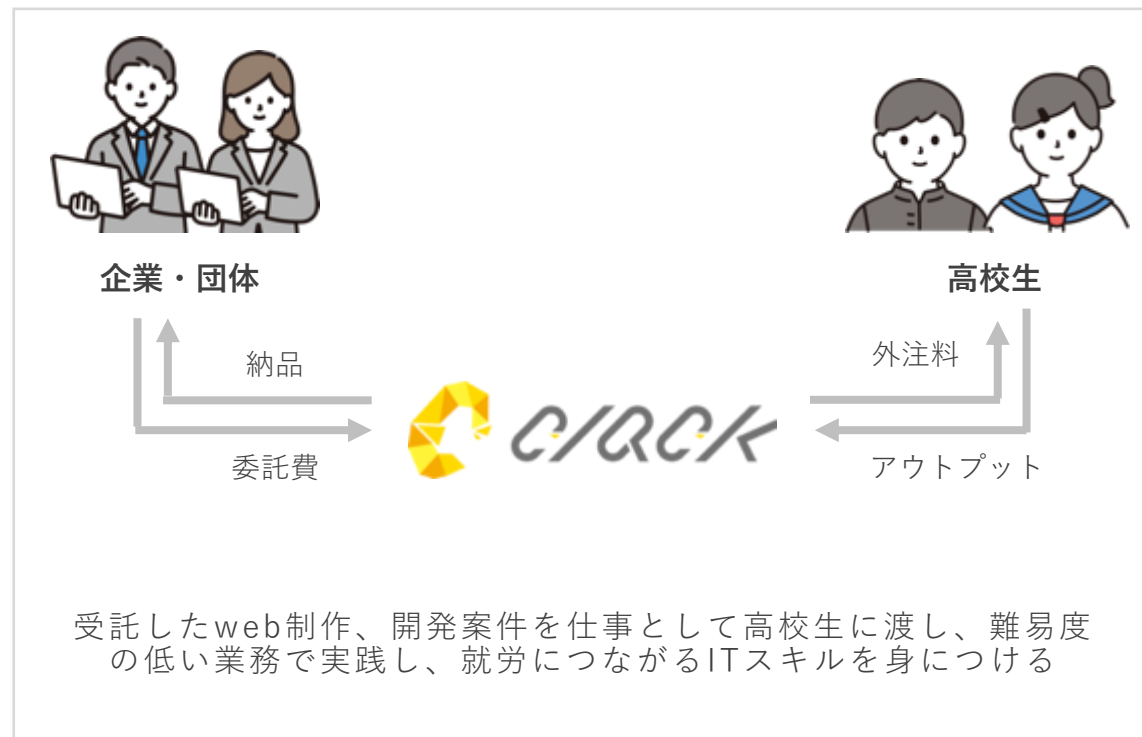 企業・団体
高校生
納品
外注料
clack
委託費
アウトプット
受託したweb制作、開発案件を仕事として高校生に渡し、難易度
の低い業務で実践し、就労につながるITスキルを身につける